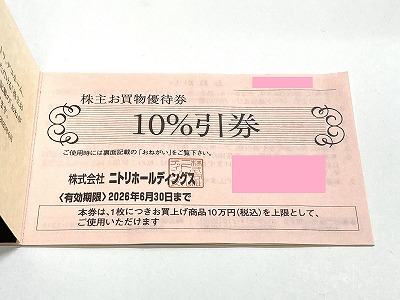 株主お買物優待券
10%引券
ご使用時には裏面記載の「おねがい」をご覧下さい。
株式会社 ニトリホールディングス
〈有効期限〉2026年6月30日まで
本券は、1枚につきお買上げ商品10万円(税込)を上限として、
ご使用いただけます